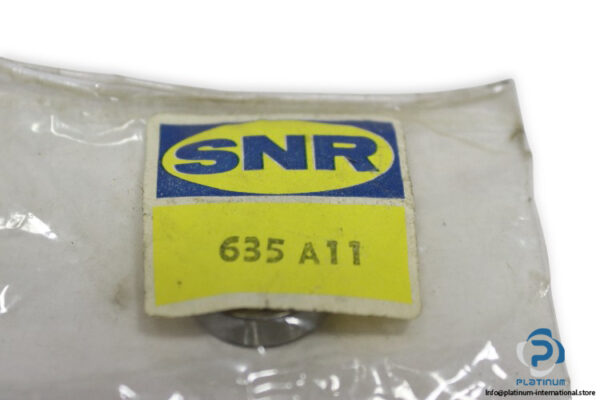 SNR
635 A11
PLATINUM
Info@platinum-international.store